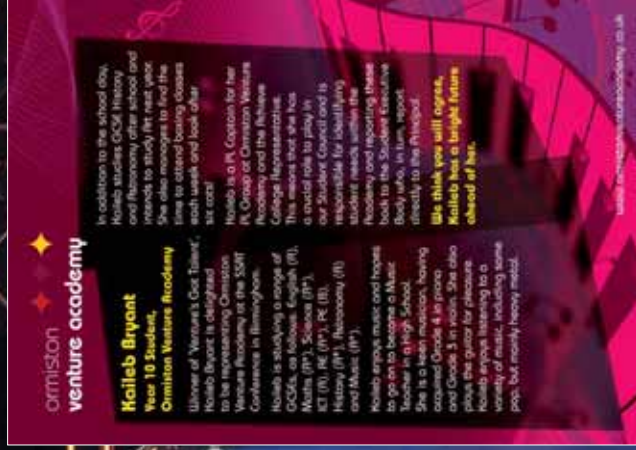 ormiston
venture academy
Kaileb Bryant
Year 10 Student,
Ormiston Venture Academy
Winner of 'Venture's Got Talent',
Kaileb Bryant is delighted
to be representing Ormiston
Venture Academy at the SSAT
Conference in Birmingham.
Kaileb is studying a range of
GCSEs, as follows: English (A),
Maths (A*), Science (A*),
ICT (A), RE (A*), PE (A),
History (A*), Astronomy (A)
and Music (A*).
Kaileb enjoys music and hopes
to go on to become a Music
Teacher in a High School.
She is a keen musician, having
acquired Grade 4 in piano
and Grade 3 in violin. She also
plays the guitar for pleasure.
Kaileb enjoys listening to a
variety of music, including some
pop, but mainly heavy metal.
In addition to the school day,
Kaileb studies GCSE History
and Astronomy after school and
intends to study Art next year.
She also manages to find the
time to attend boxing classes
each week and look after
six cats!
Kaileb is a PL Captain for her
PL Group at Ormiston Venture
Academy and the Achieve
College Representative.
This means that she has
a crucial role to play in
our Student Council and is
responsible for identifying
student needs within the
Academy and reporting these
back to the Student Executive
Body who, in turn, report
directly to the Principal.
We think you will agree,
Kaileb has a bright future
ahead of her.
www.ormistonventureacademy.co.uk